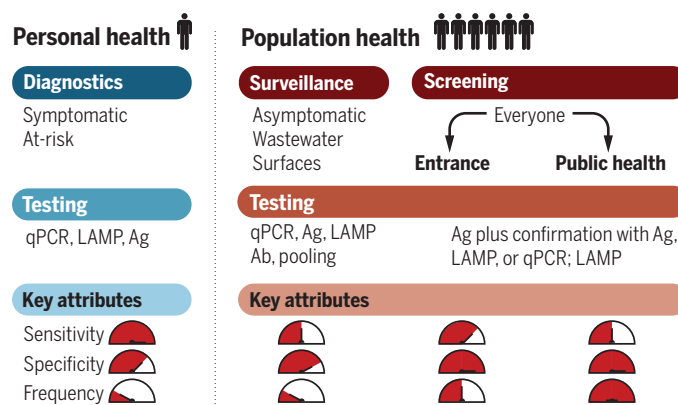 Personal health
Population health
Diagnostics
Symptomatic
At-risk
Surveillance
Asymptomatic
Wastewater
Surfaces
Screening
Everyone
Entrance
Public health
Testing
qPCR, LAMP, Ag
Testing
qPCR, Ag, LAMP
Ab, pooling
Ag plus confirmation with Ag,
LAMP, or qPCR; LAMP
Key attributes
Key attributes
Sensitivity
Specificity
Frequency